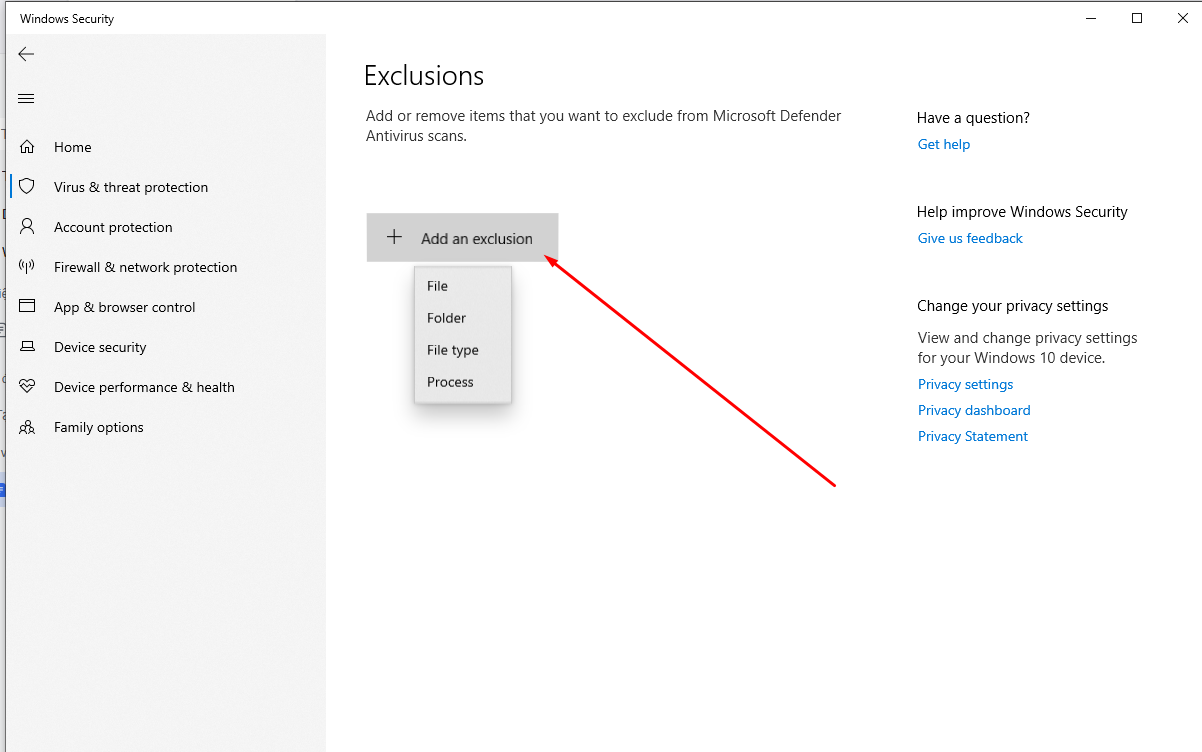 Windows Security
Home
Virus & threat protection
Account protection
Firewall & network protection
App & browser control
Device security
Device performance & health
Family options
Exclusions
Add or remove items that you want to exclude from Microsoft Defender
Antivirus scans.
Add an exclusion
File
Folder
File type
Process
Have a question?
Get help
Help improve Windows Security
Give us feedback
Change your privacy settings
View and change privacy settings
for your Windows 10 device.
Privacy settings
Privacy dashboard
Privacy Statement